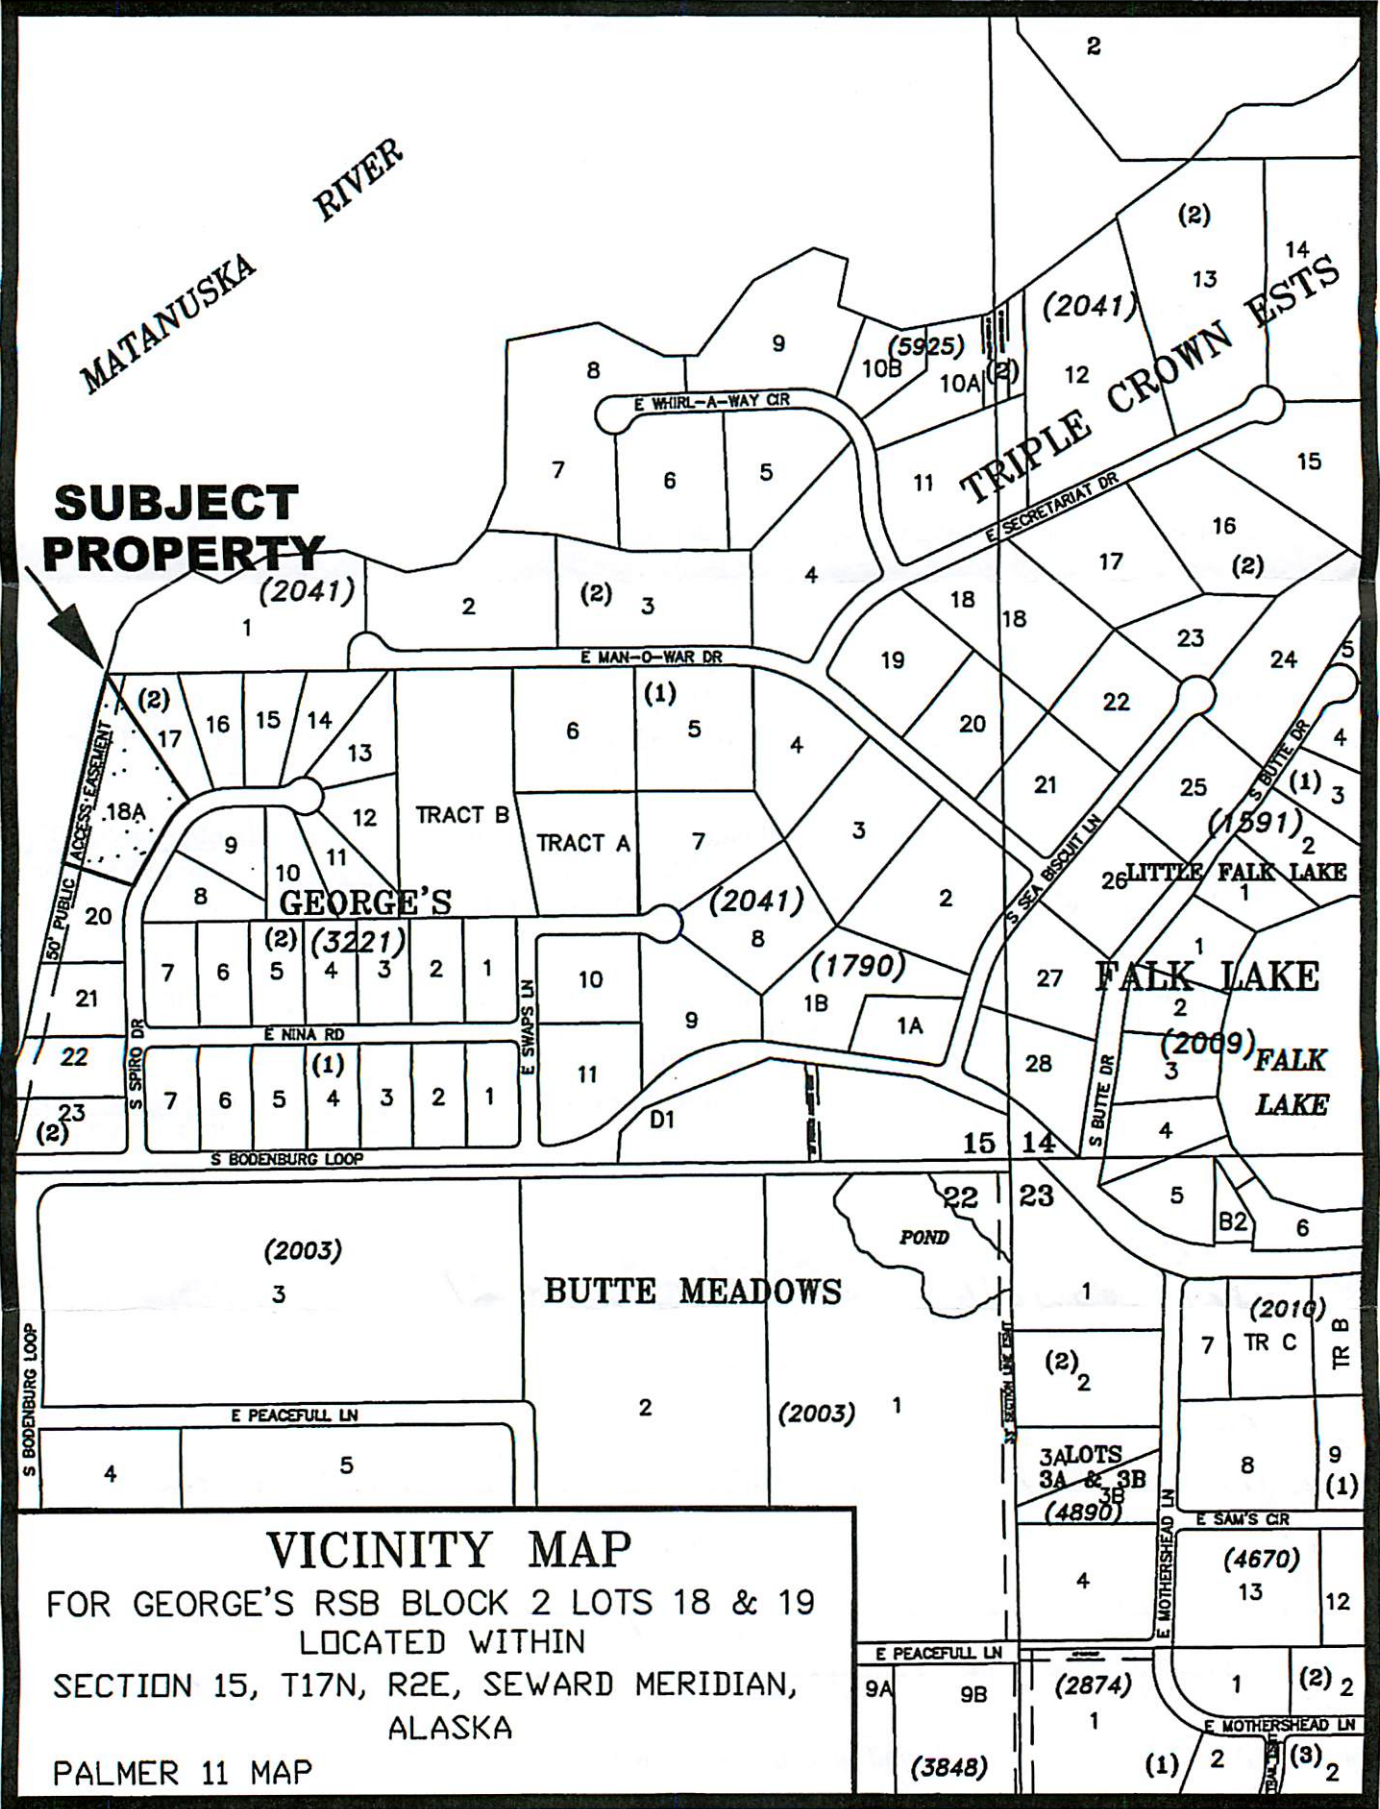 2
MATANUSKA RIVER
(2)
14
13
(2041)
TRIPLE CROWN ESTS
9
(5925)
8
10B
10A
(2)
12
E WHIRL-A-WAY CIR
7
6
5
11
15
SUBJECT
PROPERTY
E SECRETARIAT DR
16
17
(2)
(2041)
1
2
(2)
3
4
18
18
23
24
5
E MAN-O-WAR DR
19
(2)
17
16
15
14
13
6
(1)
5
4
20
22
4
50' PUBLIC ACCESS EASEMENT
18A
12
TRACT B
TRACT A
7
3
21
25
S BUTTE DR
(1)
3
(1591)
2
9
10
11
8
GEORGE'S
2
S SEA BISCUIT LN
26
LITTLE FALK LAKE
1
20
(2)
(3221)
(2041)
8
7
6
5
4
3
2
1
10
(1790)
1B
27
1
FALK LAKE
21
E NINA RD
E SWAPS LN
9
1A
2
(2009)
FALK
LAKE
22
S SPIRO DR
(1)
7
6
5
4
3
2
1
11
28
3
S BUTTE DR
23
(2)
D1
4
S BODENBURG LOOP
15
14
22
23
5
B2
6
POND
(2003)
3
BUTTE MEADOWS
1
(2010)
7
TR C
TR B
S BODENBURG LOOP
33' SECTION LINE ESMT
(2)
2
E PEACEFULL LN
2
(2003)
1
4
5
3A
LOTS
3A & 3B
3B
(4890)
8
9
(1)
E SAM'S CIR
E MOTHERSHEAD LN
(4670)
13
12
4
E PEACEFULL LN
9A
9B
(3848)
(2874)
1
1
(2)
2
E MOTHERSHEAD LN
(1)
2
(3)
2
VICINITY MAP
FOR GEORGE'S RSB BLOCK 2 LOTS 18 & 19
LOCATED WITHIN
SECTION 15, T17N, R2E, SEWARD MERIDIAN,
ALASKA
PALMER 11 MAP